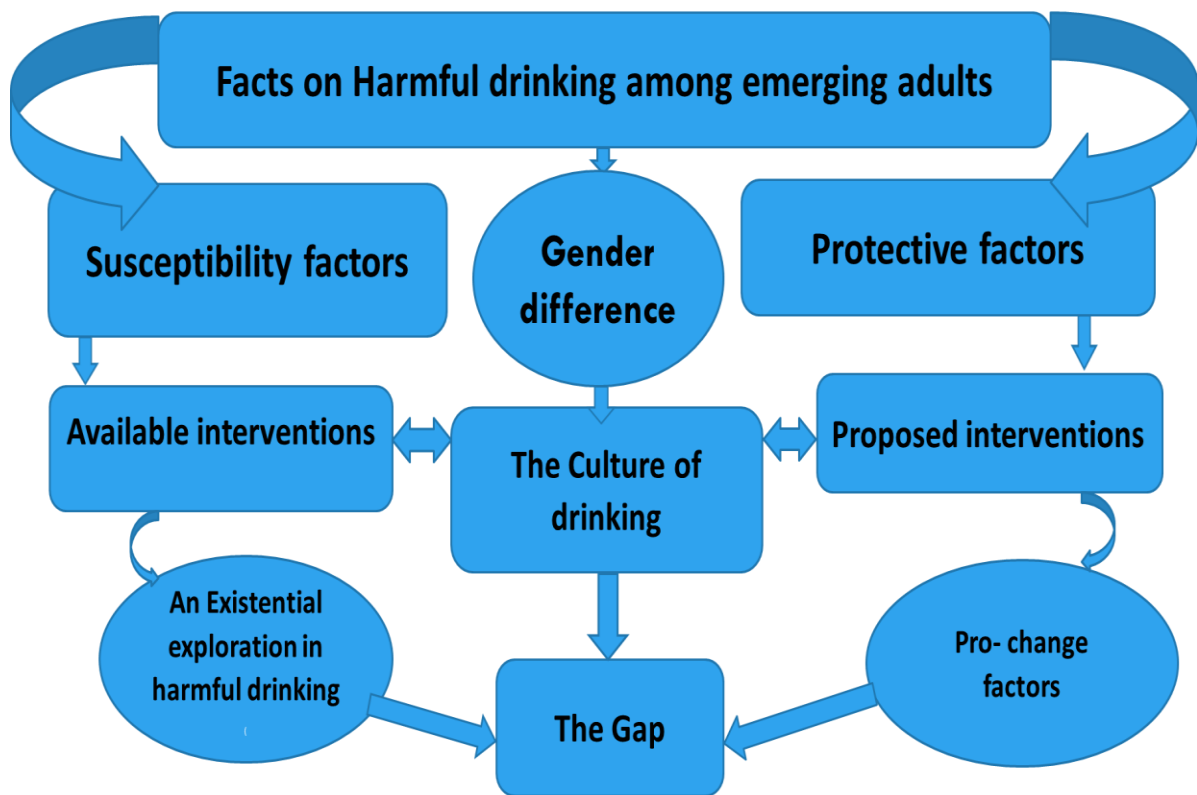 Facts on Harmful drinking among emerging adults
Susceptibility factors
Gender
difference
Protective factors
Available interventions
The Culture of
drinking
Proposed interventions
An Existential
exploration in
harmful drinking
(
The Gap
Pro- change
factors